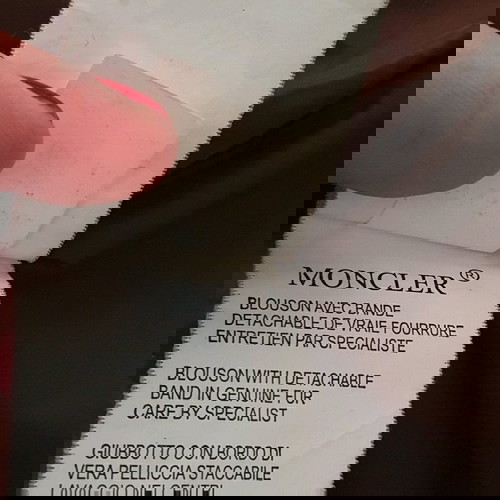 MONCLER®
BLOUSON AVEC BANDE
DETACHABLE DE VRAIE FOURRURE
ENTRETIEN PAR SPECIALISTE
BLOUSON WITH DETACHABLE
BAND IN GENUINE FUR
CARE BY SPECIALIST
GIUBBOTTO CON BORDO DI
VERA PELLICCIA STACCABILE